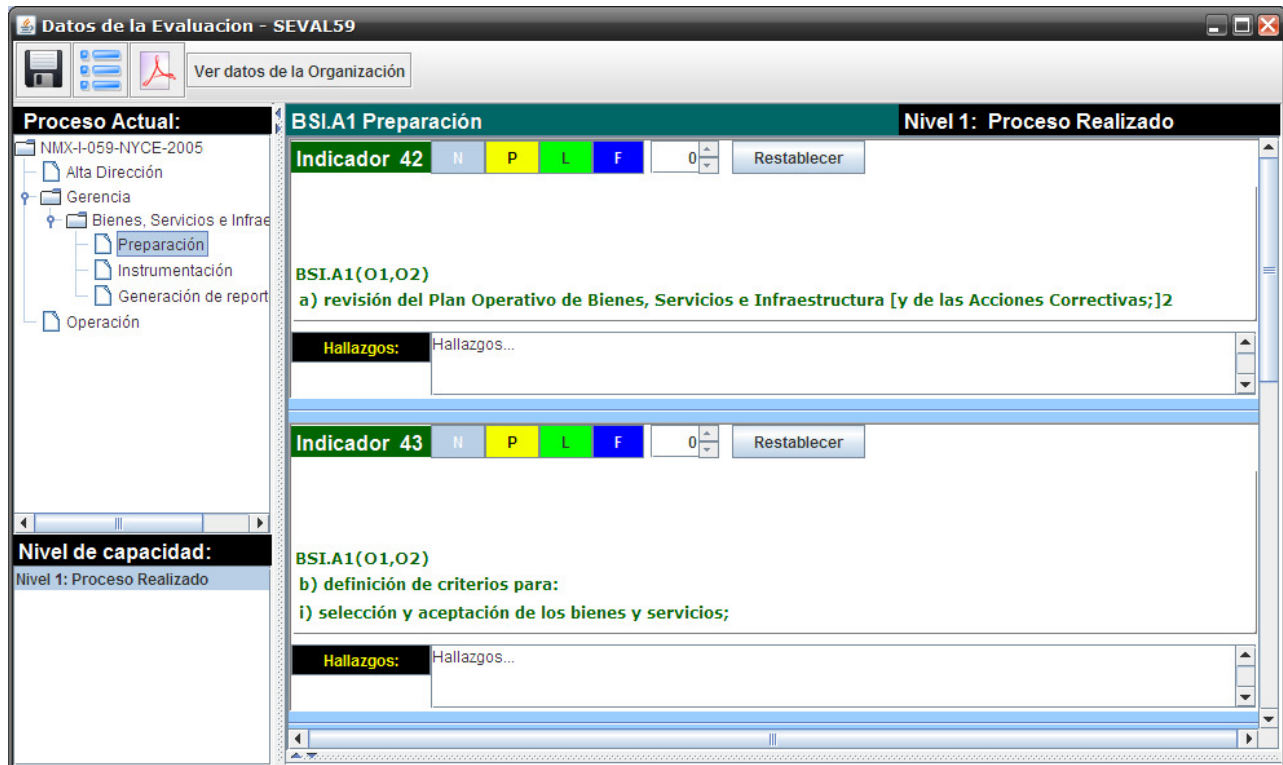 Datos de la Evaluacion - SEVAL59
Ver datos de la Organización
Proceso Actual:
NMX-I-059-NYCE-2005
Alta Dirección
Gerencia
Bienes, Servicios e Infrae
Preparación
Instrumentación
Generación de report
Operación
Nivel de capacidad:
Nivel 1: Proceso Realizado
BSI.A1 Preparación Nivel 1: Proceso Realizado
Indicador 42 N P L F 0 Restablecer
BSI.A1(O1,O2)
a) revisión del Plan Operativo de Bienes, Servicios e Infraestructura [y de las Acciones Correctivas;]2
Hallazgos: Hallazgos...
Indicador 43 N P L F 0 Restablecer
BSI.A1(O1,O2)
b) definición de criterios para:
i) selección y aceptación de los bienes y servicios;
Hallazgos: Hallazgos...